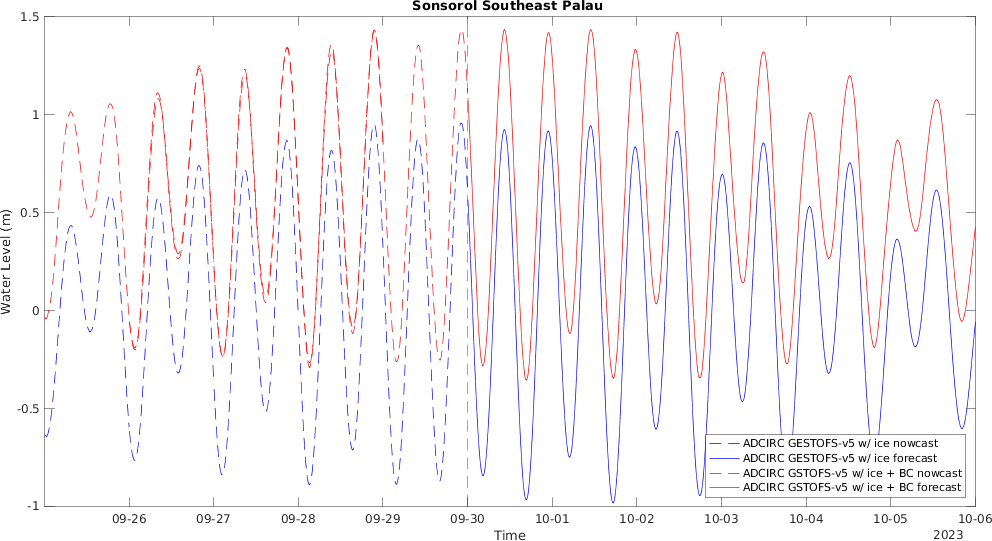 Sonsorol Southeast Palau
Water Level (m)
1.5
1
0.5
0
-0.5
-1
ADCIRC GESTOFS-v5 w/ ice nowcast
ADCIRC GESTOFS-v5 w/ ice forecast
ADCIRC GSTOFS-v5 w/ ice + BC nowcast
ADCIRC GSTOFS-v5 w/ ice + BC forecast
09-26 09-27 09-28 09-29 09-30 10-01 10-02 10-03 10-04 10-05 10-06
Time
2023